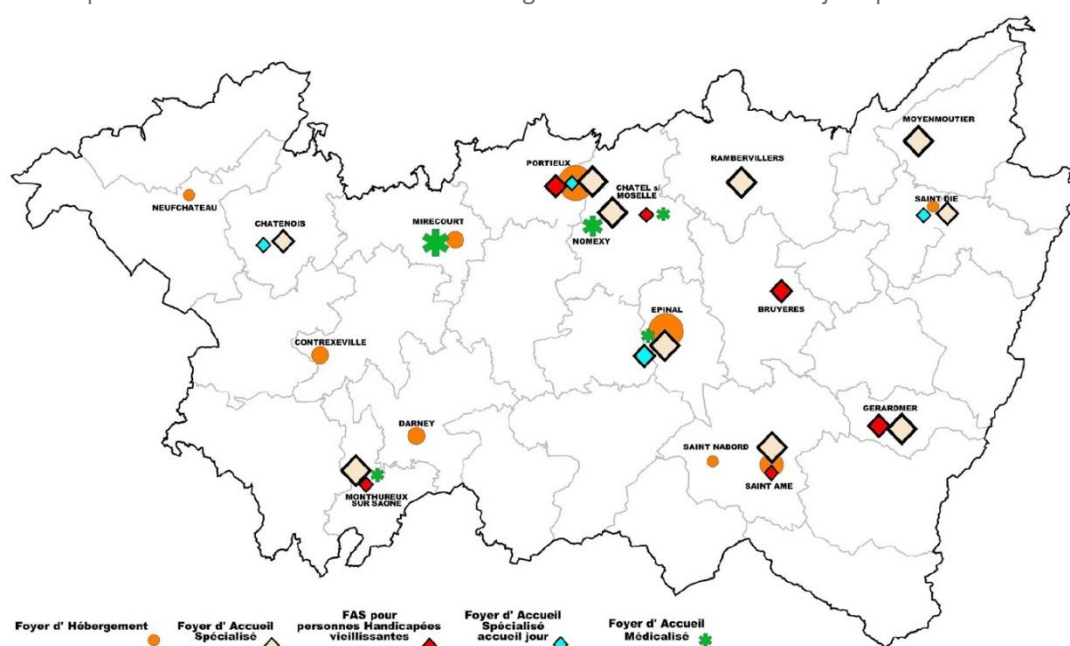 MOYENMOUTIER
PORTIEUX
RAMBERVILLERS
CHATEL s/
MOSELLE
NEUFCHATEAU
SAINT DIE
CHATENOIS
MIRECOURT
NOMEXY
EPINAL
BRUYERES
CONTREXEVILLE
GERARDMER
DARNEY
SAINT NABORD
SAINT AME
MONTHUREUX
SUR SAONE
Foyer d' Hébergement
Foyer d' Accueil
Spécialisé
FAS pour
personnes Handicapées
vieillissantes
Foyer d' Accueil
Spécialisé
accueil jour
Foyer d' Accueil
Médicalisé